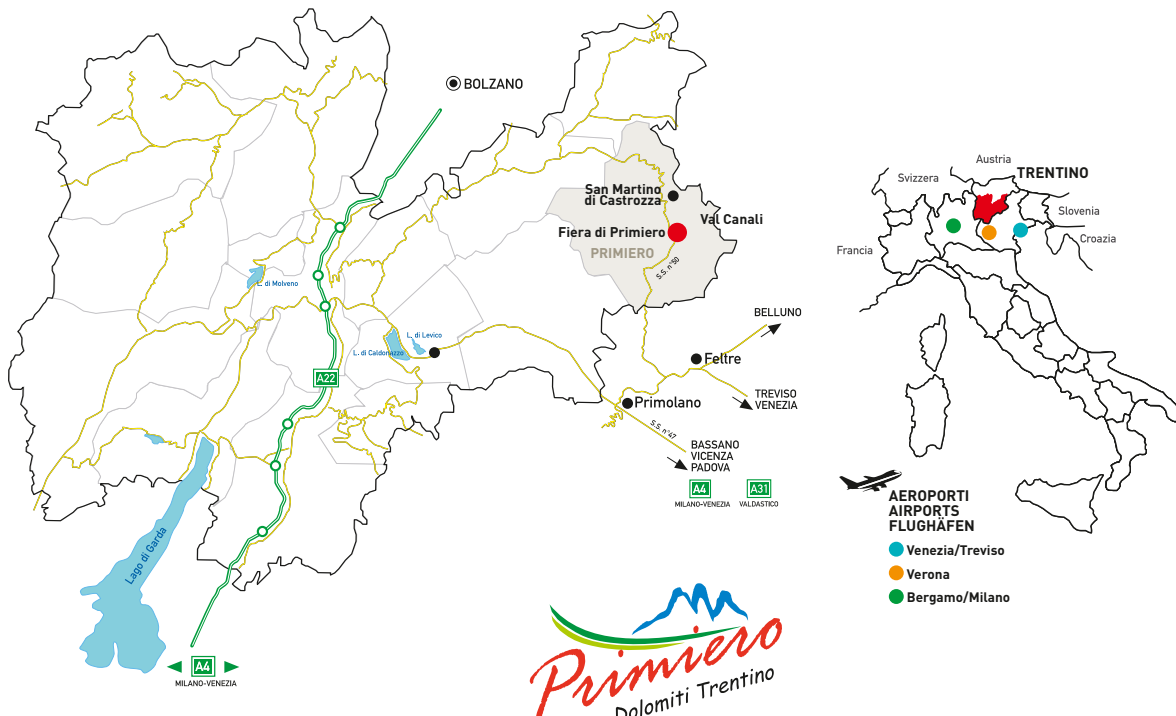 BOLZANO
San Martino
di Castrozza
Val Canali
Fiera di Primiero
PRIMIERO
S.S. n°50
L. di Molveno
L. di Levico
L. di Caldonazzo
BELLUNO
Feltre
A22
TREVISO
VENEZIA
Primolano
S.S. n°47
BASSANO
VICENZA
PADOVA
A4
MILANO-VENEZIA
A31
VALDASTICO
Lago di Garda
A4
MILANO-VENEZIA
Primiero
Dolomiti Trentino
Austria
TRENTINO
Svizzera
Slovenia
Croazia
Francia
AEROPORTI
AIRPORTS
FLUGHÄFEN
Venezia/Treviso
Verona
Bergamo/Milano